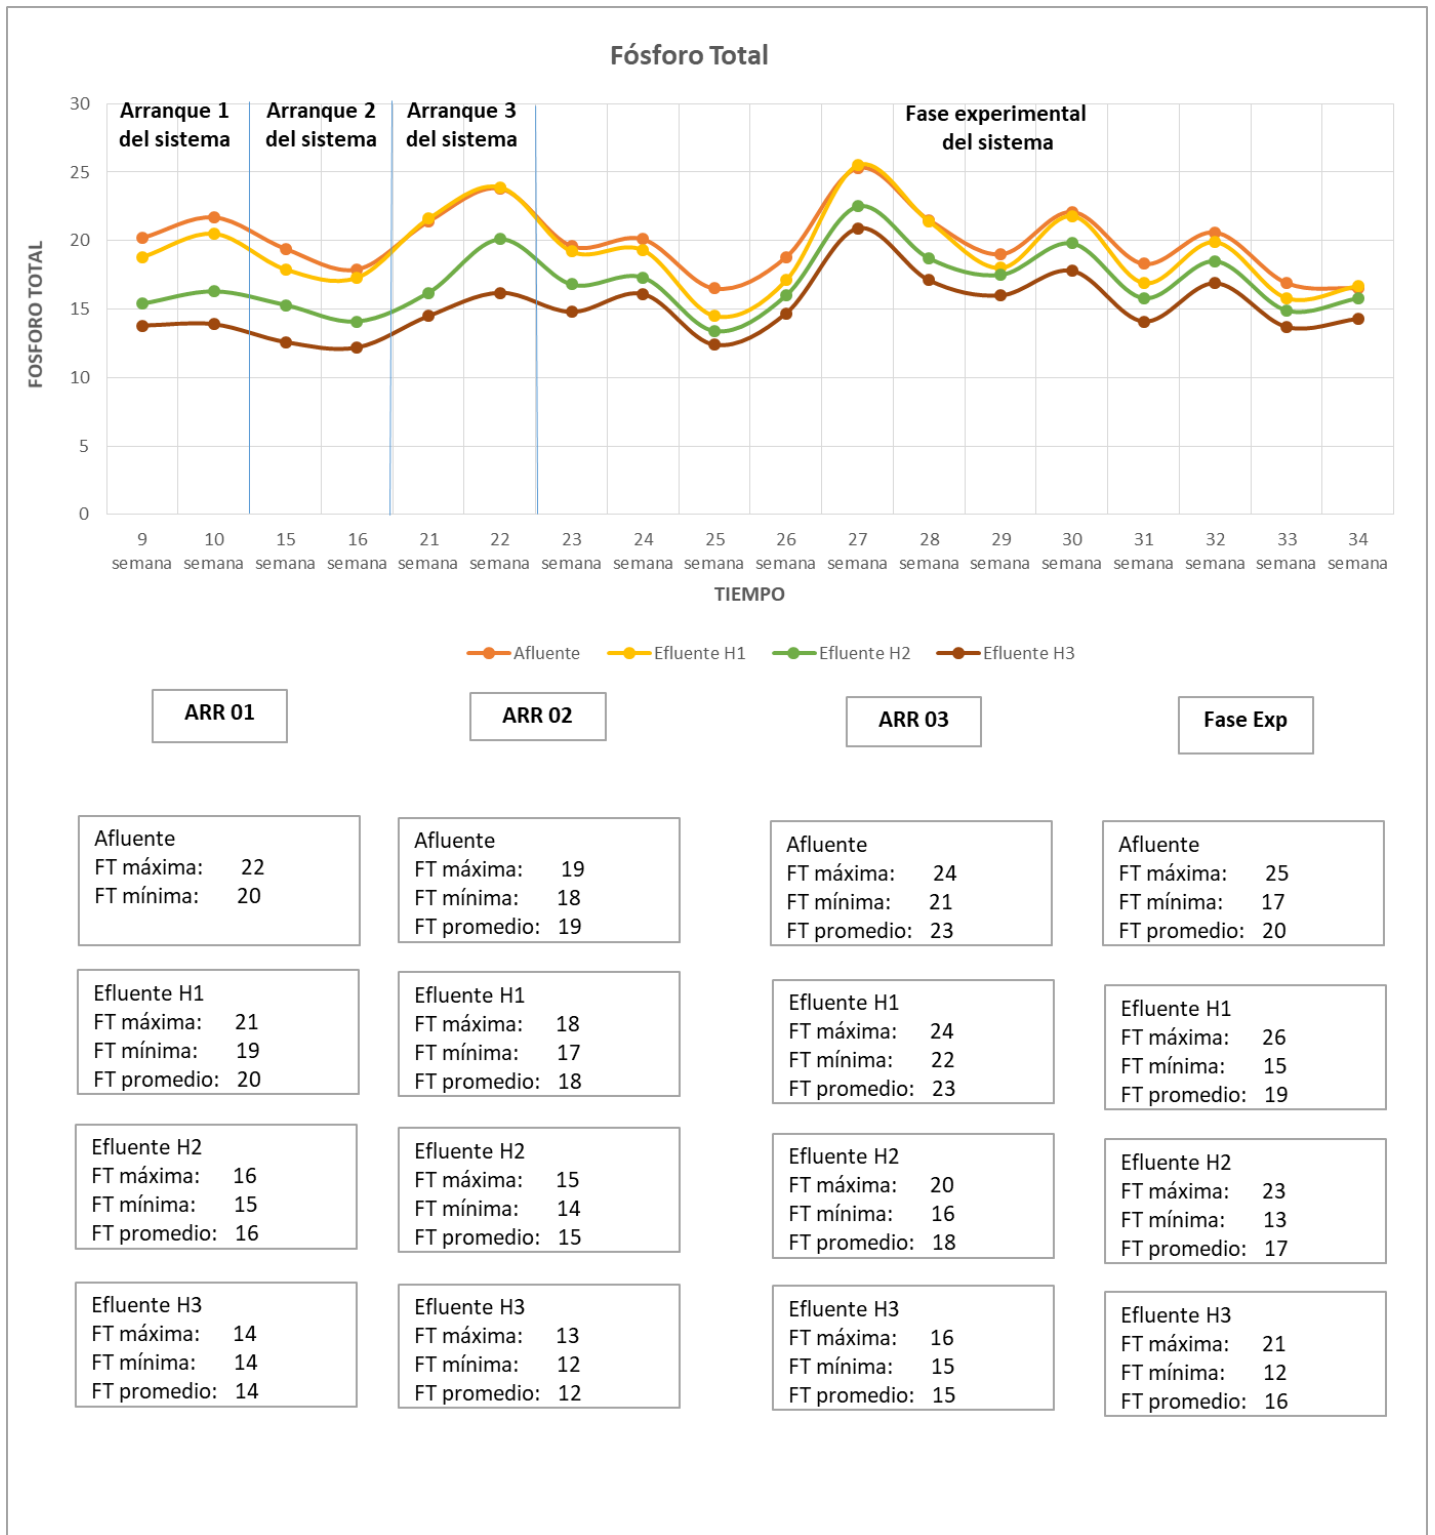 Fósforo Total
Arranque 1
del sistema
Arranque 2
del sistema
Arranque 3
del sistema
Fase experimental
del sistema
30
25
20
15
10
5
0
FOSFORO TOTAL
9 semana
10 semana
15 semana
16 semana
21 semana
22 semana
23 semana
24 semana
25 semana
26 semana
27 semana
28 semana
29 semana
30 semana
31 semana
32 semana
33 semana
34 semana
TIEMPO
Afluente Efluente H1 Efluente H2 Efluente H3
ARR 01
Afluente
FT máxima: 22
FT mínima: 20
Efluente H1
FT máxima: 21
FT mínima: 19
FT promedio: 20
Efluente H2
FT máxima: 16
FT mínima: 15
FT promedio: 16
Efluente H3
FT máxima: 14
FT mínima: 14
FT promedio: 14
ARR 02
Afluente
FT máxima: 19
FT mínima: 18
FT promedio: 19
Efluente H1
FT máxima: 18
FT mínima: 17
FT promedio: 18
Efluente H2
FT máxima: 15
FT mínima: 14
FT promedio: 15
Efluente H3
FT máxima: 13
FT mínima: 12
FT promedio: 12
ARR 03
Afluente
FT máxima: 24
FT mínima: 21
FT promedio: 23
Efluente H1
FT máxima: 24
FT mínima: 22
FT promedio: 23
Efluente H2
FT máxima: 20
FT mínima: 16
FT promedio: 18
Efluente H3
FT máxima: 16
FT mínima: 15
FT promedio: 15
Fase Exp
Afluente
FT máxima: 25
FT mínima: 17
FT promedio: 20
Efluente H1
FT máxima: 26
FT mínima: 15
FT promedio: 19
Efluente H2
FT máxima: 23
FT mínima: 13
FT promedio: 17
Efluente H3
FT máxima: 21
FT mínima: 12
FT promedio: 16